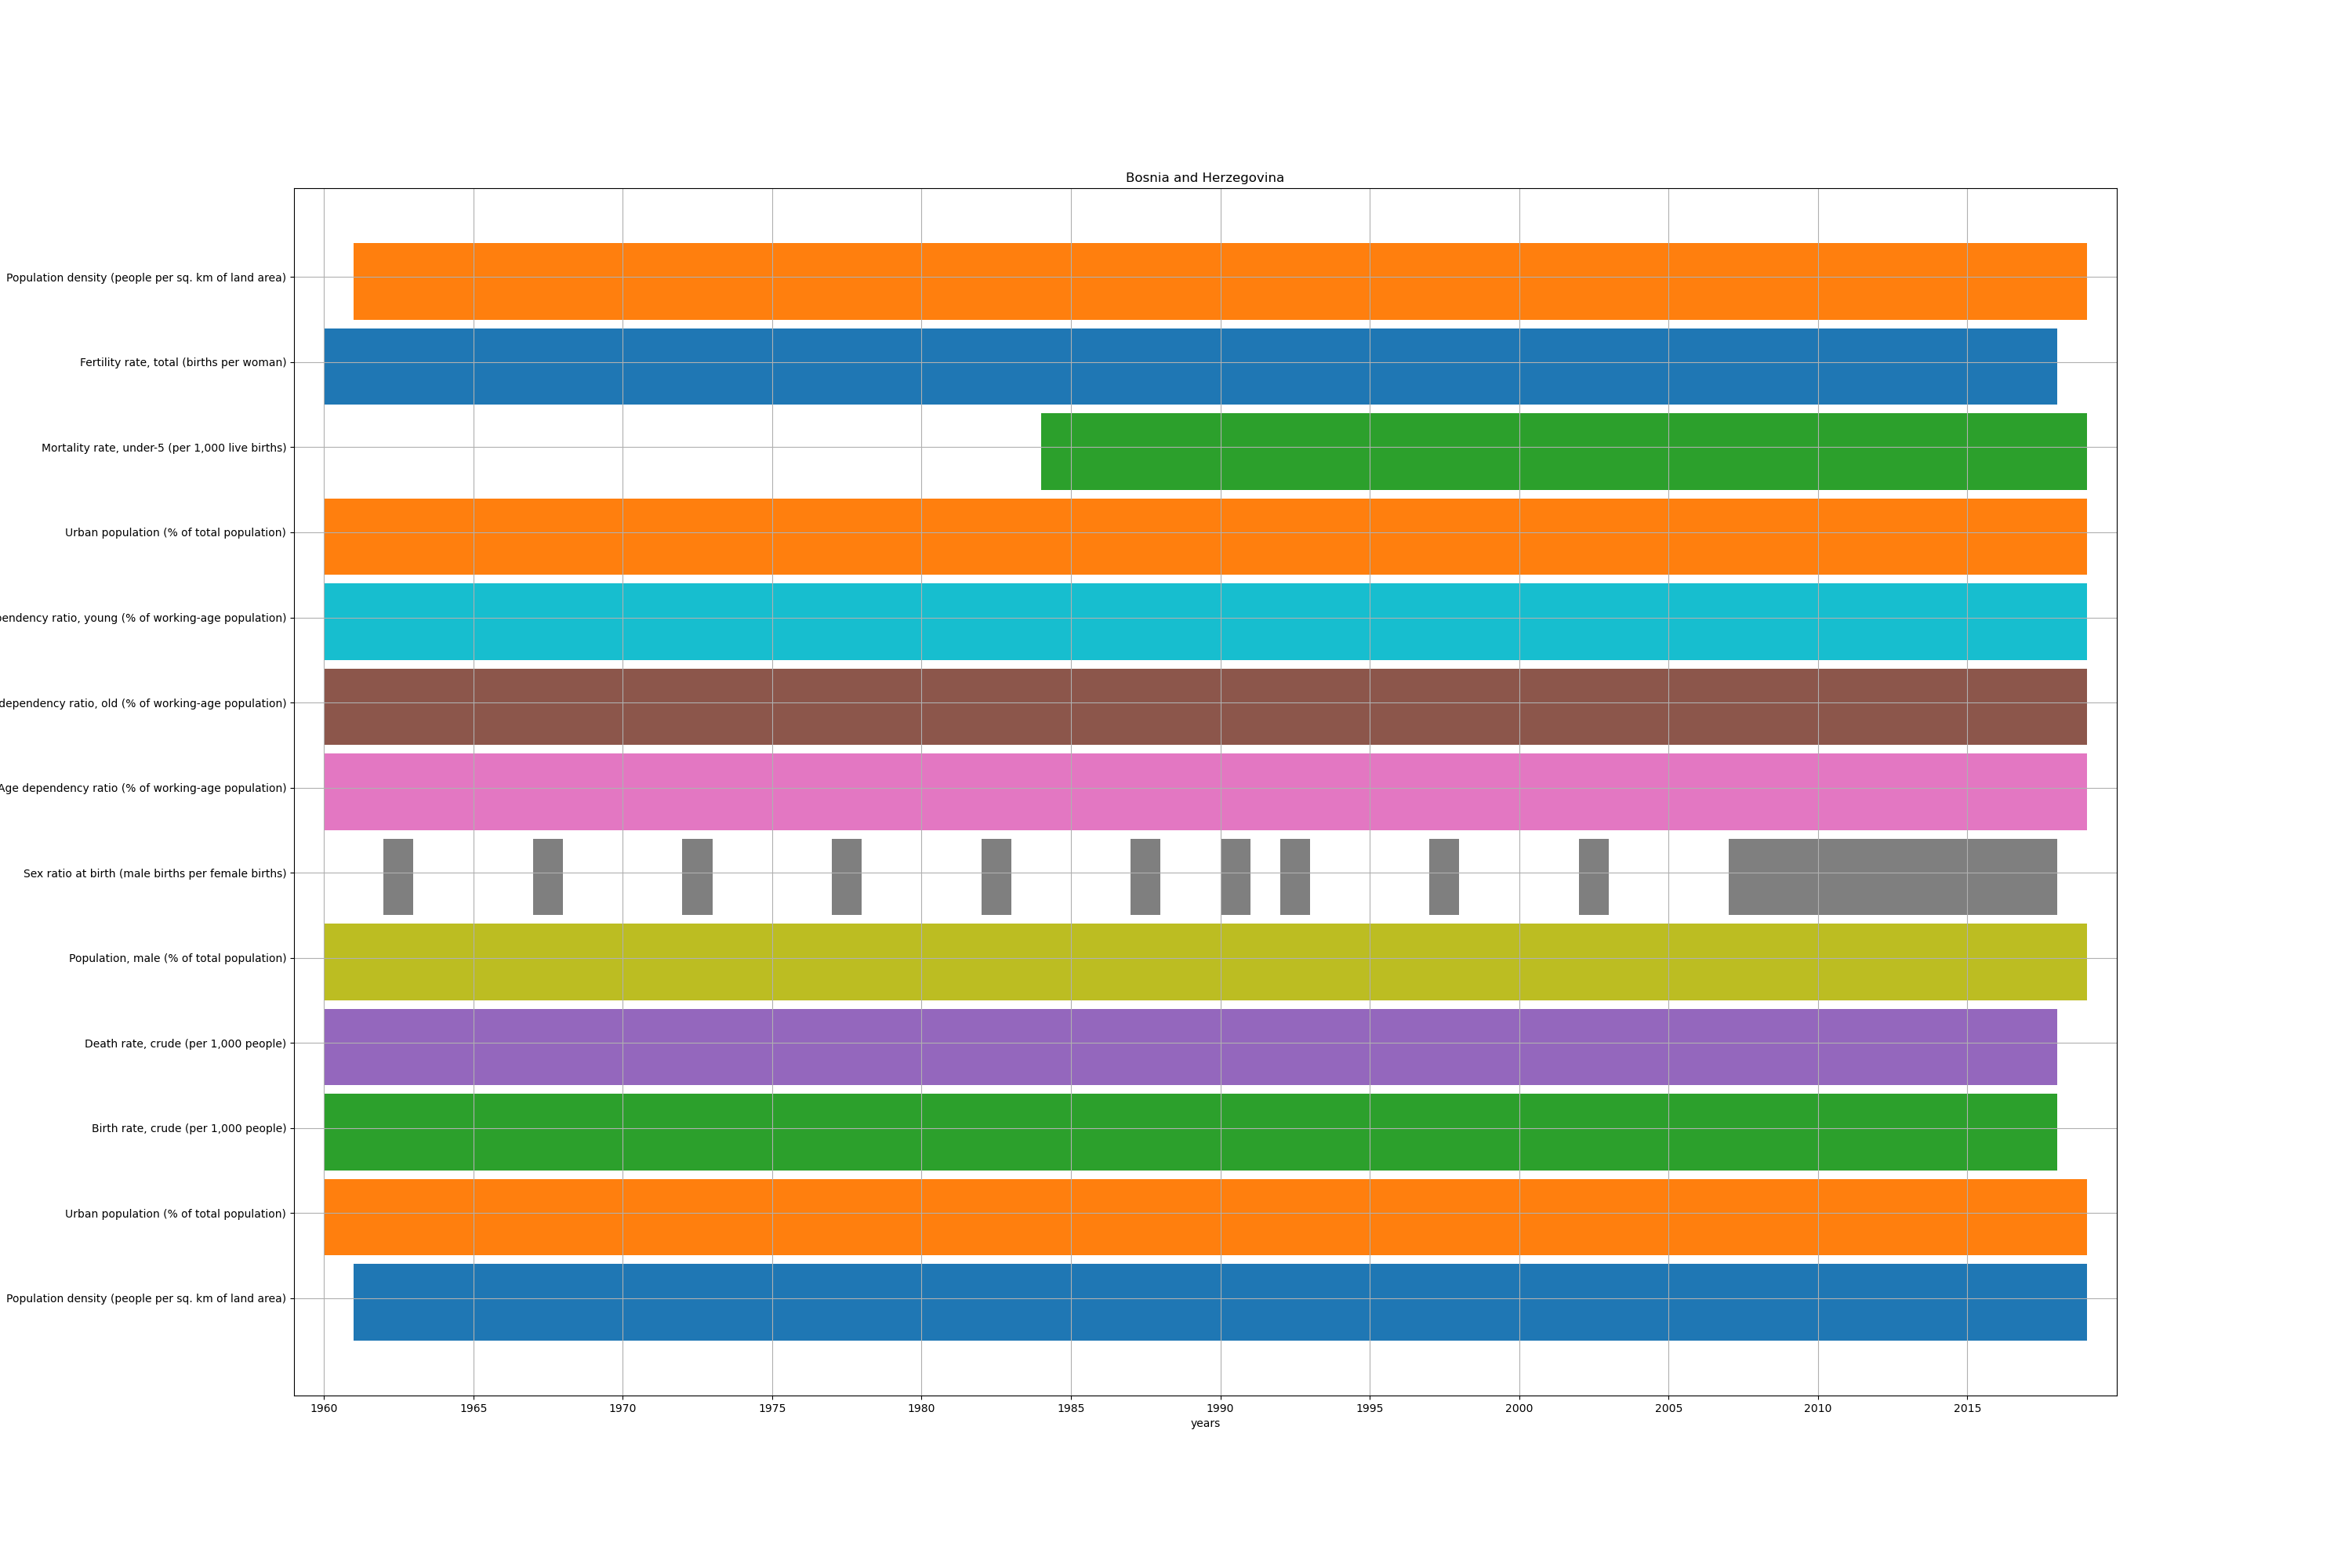 Bosnia and Herzegovina
Population density (people per sq. km of land area)
Fertility rate, total (births per woman)
Mortality rate, under-5 (per 1,000 live births)
Urban population (% of total population)
ratio, young (% of working-age population)
dependency ratio, old (% of working-age population)
Age dependency ratio (% of working-age population)
Sex ratio at birth (male births per female births)
Population, male (% of total population)
Death rate, crude (per 1,000 people)
Birth rate, crude (per 1,000 people)
Urban population (% of total population)
Population density (people per sq. km of land area)
1960 1965 1970 1975 1980 1985 1990 1995 2000 2005 2010 2015
years